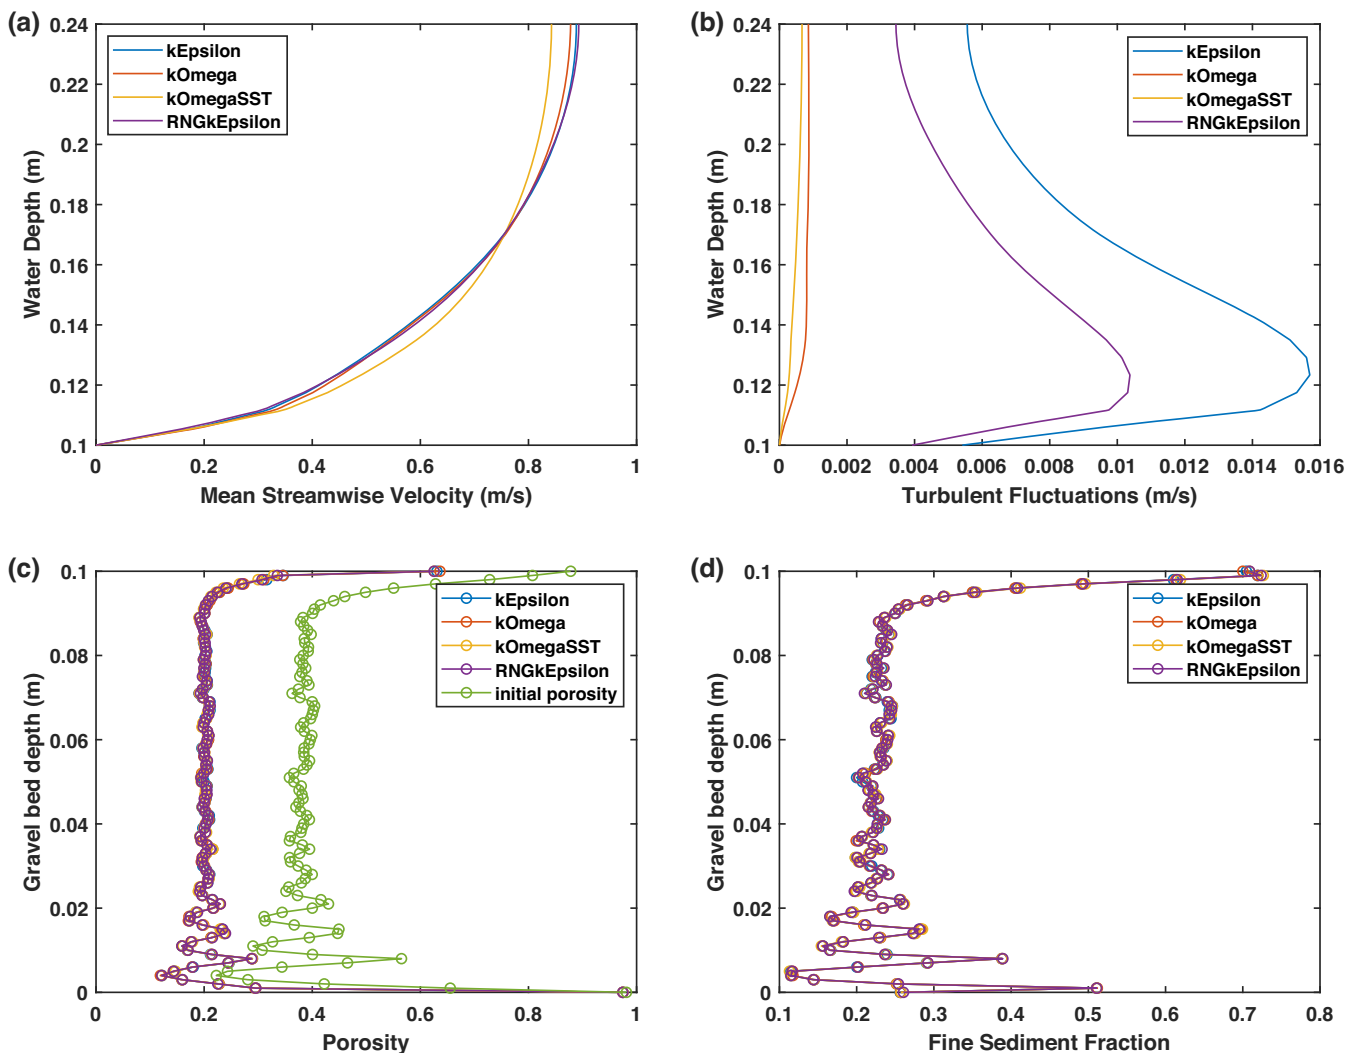 (a)
0.24
0.22
0.2
0.18
0.16
0.14
0.12
0.1
Water Depth (m)
kEpsilon
kOmega
kOmegaSST
RNGkEpsilon
0 0.2 0.4 0.6 0.8 1
Mean Streamwise Velocity (m/s)
(b)
0.24
0.22
0.2
0.18
0.16
0.14
0.12
0.1
Water Depth (m)
kEpsilon
kOmega
kOmegaSST
RNGkEpsilon
0 0.002 0.004 0.006 0.008 0.01 0.012 0.014 0.016
Turbulent Fluctuations (m/s)
(c)
0.1
0.08
0.06
0.04
0.02
0
Gravel bed depth (m)
kEpsilon
kOmega
kOmegaSST
RNGkEpsilon
initial porosity
0 0.2 0.4 0.6 0.8 1
Porosity
(d)
0.1
0.08
0.06
0.04
0.02
0
Gravel bed depth (m)
kEpsilon
kOmega
kOmegaSST
RNGkEpsilon
0.1 0.2 0.3 0.4 0.5 0.6 0.7 0.8
Fine Sediment Fraction